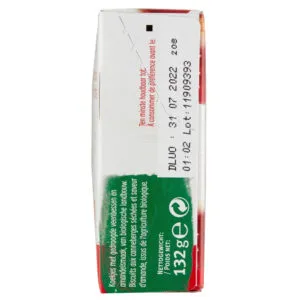 Ten minste houdbaar tot:
A consommer de préférence avant le:
zoe
DLUO : 31 07 2022
01:02 Lot:11909393
Koekjes met gedroogde veenbessen en
amandelsmaak, van biologische landbouw.
Biscuits aux canneberges séchées et saveur
d'amande, issus de l'agriculture biologique.
NETTOGEWICHT:
/ POIDS NET:
132g e